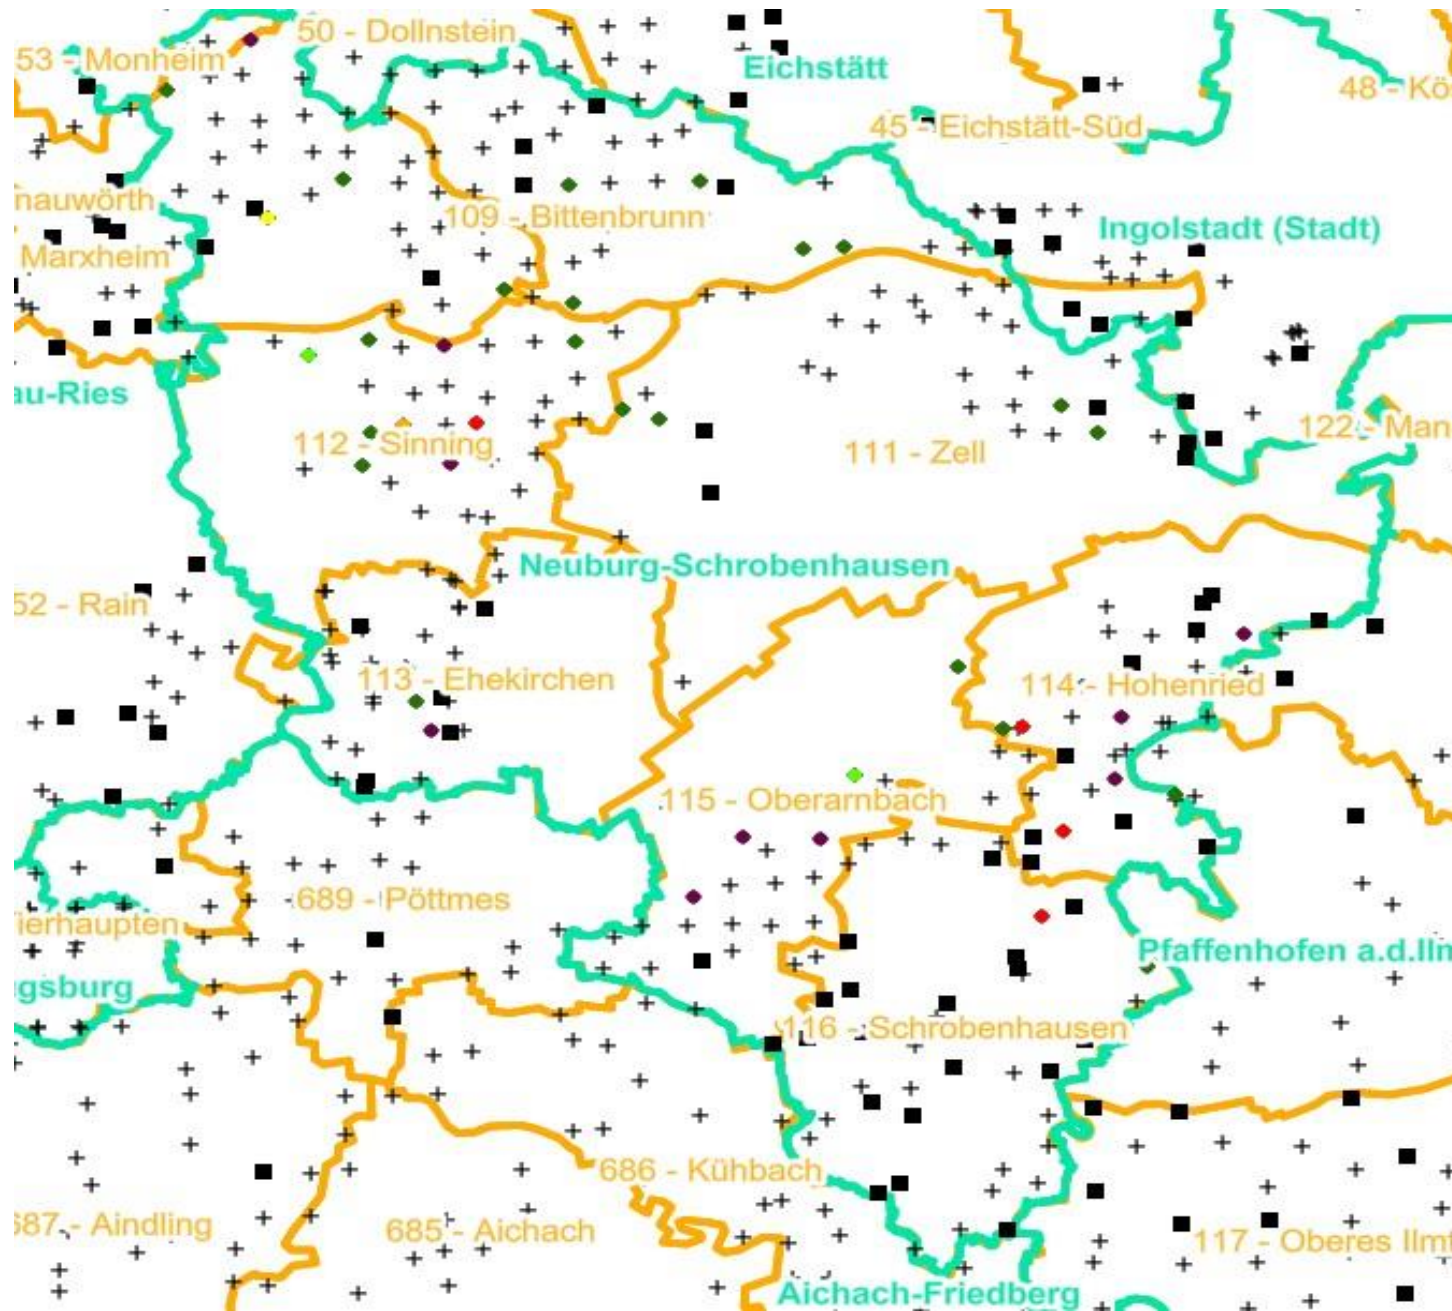 50 - Dollnstein
53 - Monheim
Eichstätt
48 - Kö
45 - Eichstätt-Süd
nauwörth
109 - Bittenbrunn
Ingolstadt (Stadt)
Marxheim
au-Ries
122 - Man
112 - Sinning
111 - Zell
Neuburg-Schrobenhausen
52 - Rain
113 - Ehekirchen
114 - Hohenried
115 - Oberarnbach
689 - Pöttmes
ierhaupten
Pfaffenhofen a.d.Ilm
gsburg
116 - Schrobenhausen
686 - Kühbach
687 - Aindling
685 - Aichach
117 - Oberes Ilmt
Aichach-Friedberg